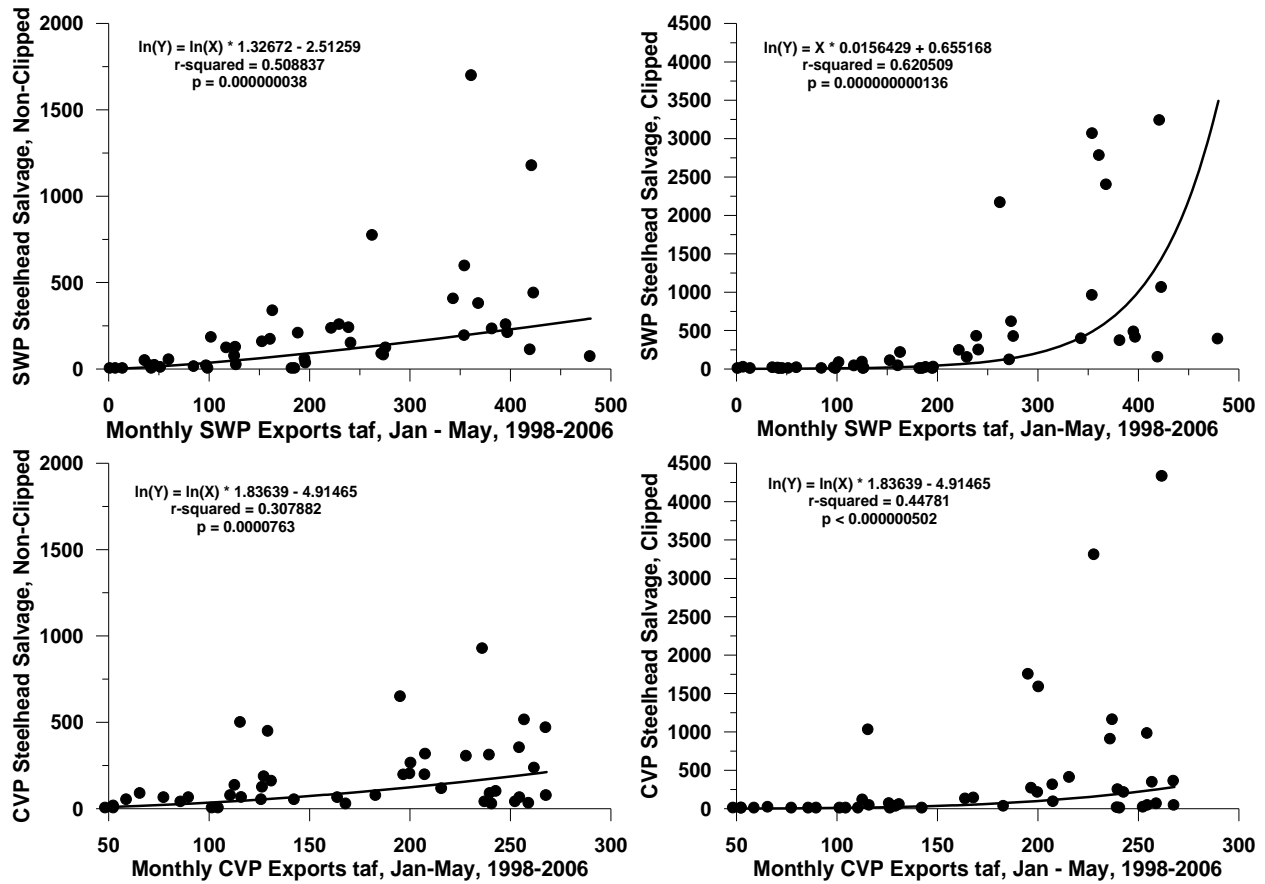 SWP Steelhead Salvage, Non-Clipped
2000
1500
1000
500
0
ln(Y) = ln(X) * 1.32672 - 2.51259
r-squared = 0.508837
p = 0.000000038
0 100 200 300 400 500
Monthly SWP Exports taf, Jan - May, 1998-2006
SWP Steelhead Salvage, Clipped
4500
4000
3500
3000
2500
2000
1500
1000
500
0
ln(Y) = X * 0.0156429 + 0.655168
r-squared = 0.620509
p = 0.000000000136
0 100 200 300 400 500
Monthly SWP Exports taf, Jan-May, 1998-2006
CVP Steelhead Salvage, Non-Clipped
2000
1500
1000
500
0
ln(Y) = ln(X) * 1.83639 - 4.91465
r-squared = 0.307882
p = 0.0000763
50 100 150 200 250 300
Monthly CVP Exports taf, Jan-May, 1998-2006
CVP Steelhead Salvage, Clipped
4500
4000
3500
3000
2500
2000
1500
1000
500
0
ln(Y) = ln(X) * 1.83639 - 4.91465
r-squared = 0.44781
p < 0.000000502
50 100 150 200 250 300
Monthly CVP Exports taf, Jan - May, 1998-2006